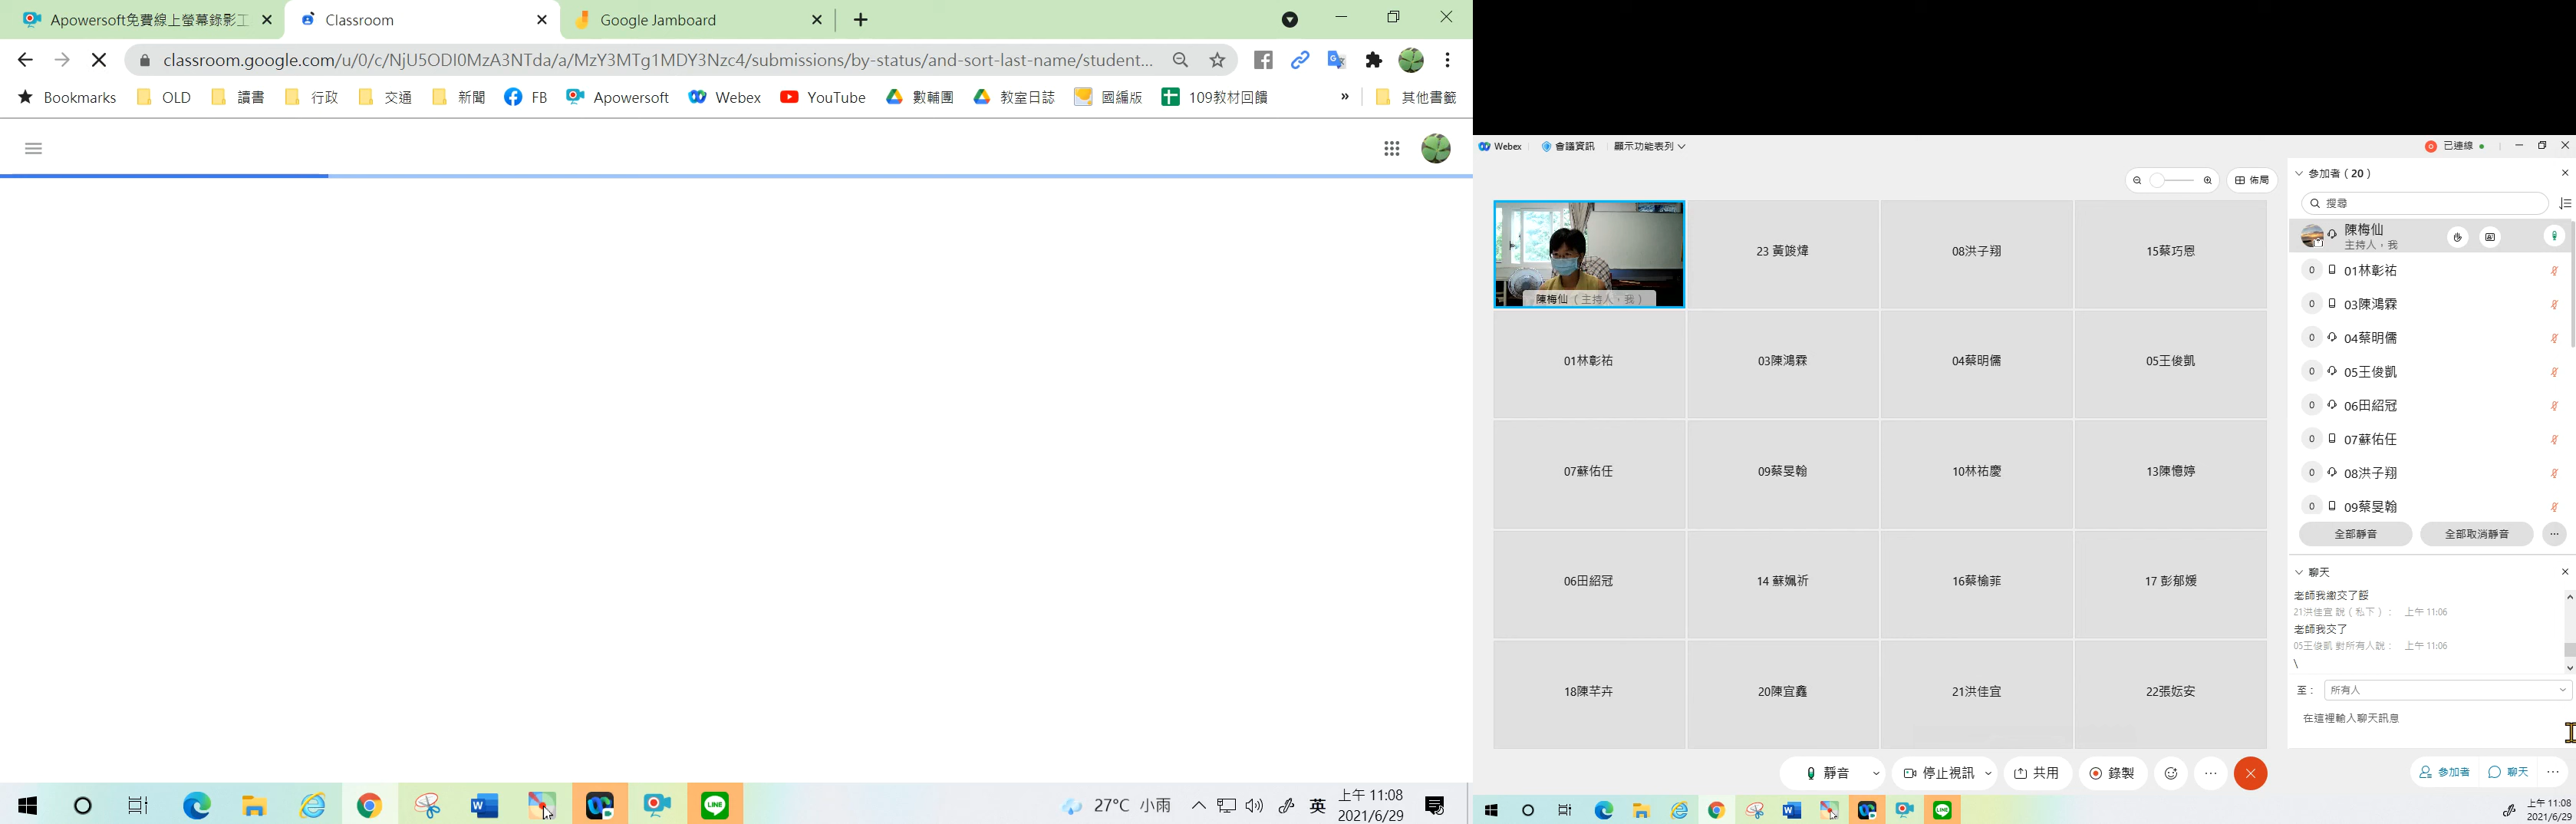 Apowersoft免費線上螢幕錄影工
Classroom
Google Jamboard
classroom.google.com/u/0/c/NjU5ODI0MzA3NTda/a/MzY3MTg1MDY3Nzc4/submissions/by-status/and-sort-last-name/student...
Bookmarks OLD 讀書 行政 交通 新聞 FB Apowersoft Webex YouTube 數輔團 教室日誌 國編版 109教材回饋 » 其他書籤
27°C 小雨 英 上午 11:08
2021/6/29
Webex 會議資訊 顯示功能表列 已連線
佈局
陳梅仙（主持人，我）
23 黃竣煒
08洪子翔
15蔡巧恩
01林彰祐
03陳鴻霖
04蔡明儒
05王俊凱
07蘇佑任
09蔡旻翰
10林祐慶
13陳憶婷
06田紹冠
14 蘇姵祈
16蔡榆菲
17 彭郁媛
18陳芊卉
20陳宜鑫
21洪佳宜
22張妘安
靜音 停止視訊 共用 錄製
參加者（20）
搜尋
陳梅仙
主持人，我
01林彰祐
03陳鴻霖
04蔡明儒
05王俊凱
06田紹冠
07蘇佑任
08洪子翔
09蔡旻翰
全部靜音 全部取消靜音
聊天
老師我繳交了餒
21洪佳宜 說（私下）： 上午 11:06
老師我交了
05王俊凱 對所有人說： 上午 11:06
\
至： 所有人
在這裡輸入聊天訊息
參加者 聊天
上午 11:08
2021/6/29